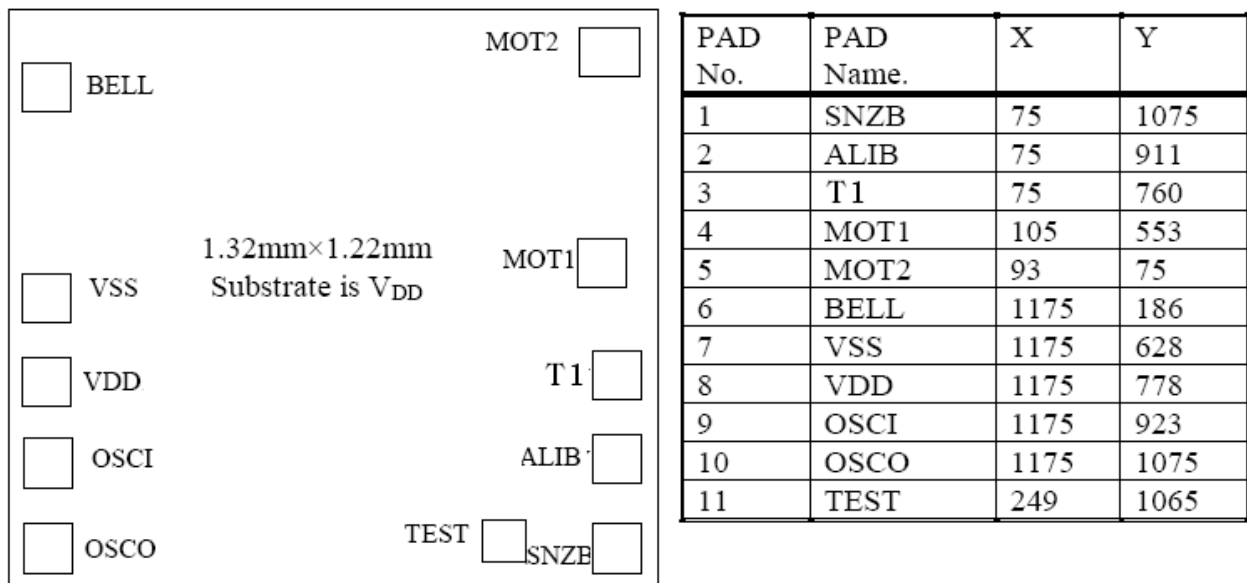 MOT2
BELL
1.32mm×1.22mm
MOT1
VSS
Substrate is VDD
T1
VDD
OSCI
ALIB
TEST
SNZB
OSCO
PAD No. PAD Name. X Y
1 SNZB 75 1075
2 ALIB 75 911
3 T1 75 760
4 MOT1 105 553
5 MOT2 93 75
6 BELL 1175 186
7 VSS 1175 628
8 VDD 1175 778
9 OSCI 1175 923
10 OSCO 1175 1075
11 TEST 249 1065